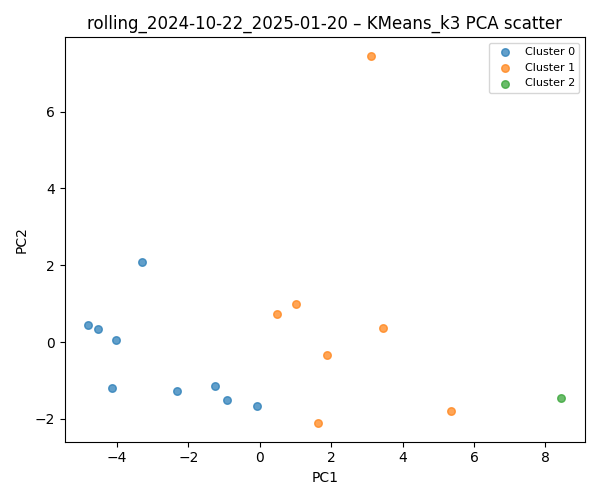 rolling_2024-10-22_2025-01-20 – KMeans_k3 PCA scatter
Cluster 0
Cluster 1
Cluster 2
PC2
6
4
2
0
−2
−4
−2
0
2
4
6
8
PC1